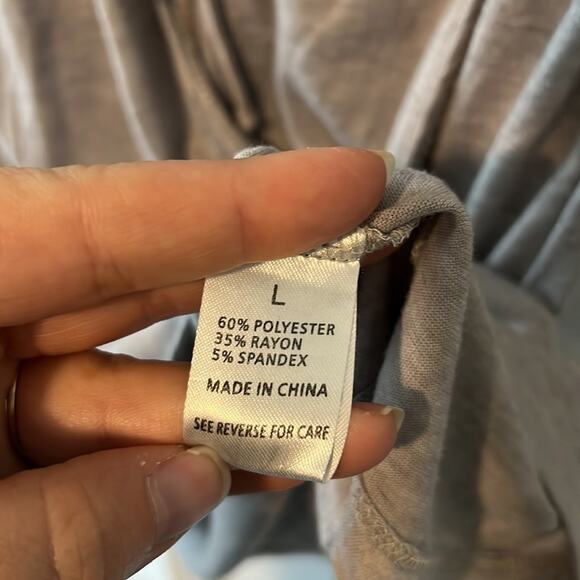 L
60% POLYESTER
35% RAYON
5% SPANDEX
MADE IN CHINA
SEE REVERSE FOR CARE